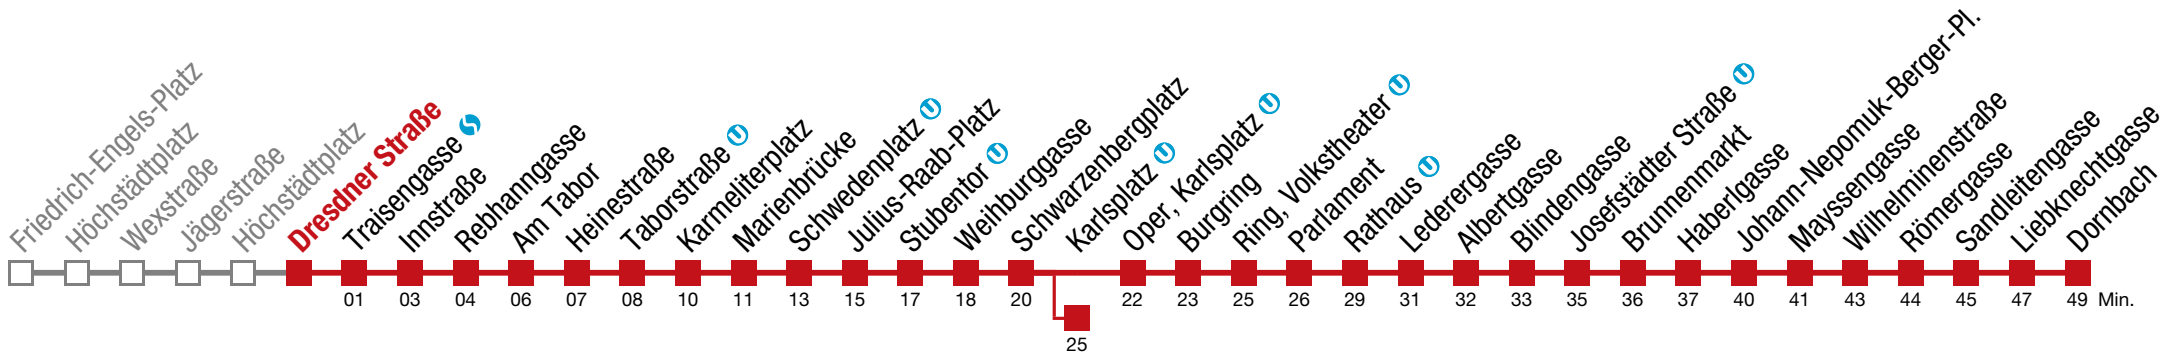 Friedrich-Engels-Platz
Höchstädtplatz
Wexstraße
Jägerstraße
Höchstädtplatz
Dresdner Straße
Traisengasse
Innstraße
Rebhanngasse
Am Tabor
Heinestraße
Taborstraße U
Karmeliterplatz
Marienbrücke
Schwedenplatz U
Julius-Raab-Platz
Stubentor U
Weihburggasse
Schwarzenbergplatz
Karlsplatz U
Oper, Karlsplatz U
Burgring
Ring, Volkstheater U
Parlament
Rathaus U
Lederergasse
Albertgasse
Blindengasse
Josefstädter Straße U
Brunnenmarkt
Haberlgasse
Johann-Nepomuk-Berger-Pl.
Mayssengasse
Wilhelminenstraße
Römergasse
Sandleitengasse
Liebknechtgasse
Dornbach
01 03 04 06 07 08 10 11 13 15 17 18 20 22 23 25 26 29 31 32 33 35 36 37 40 41 43 44 45 47 49 Min.
25